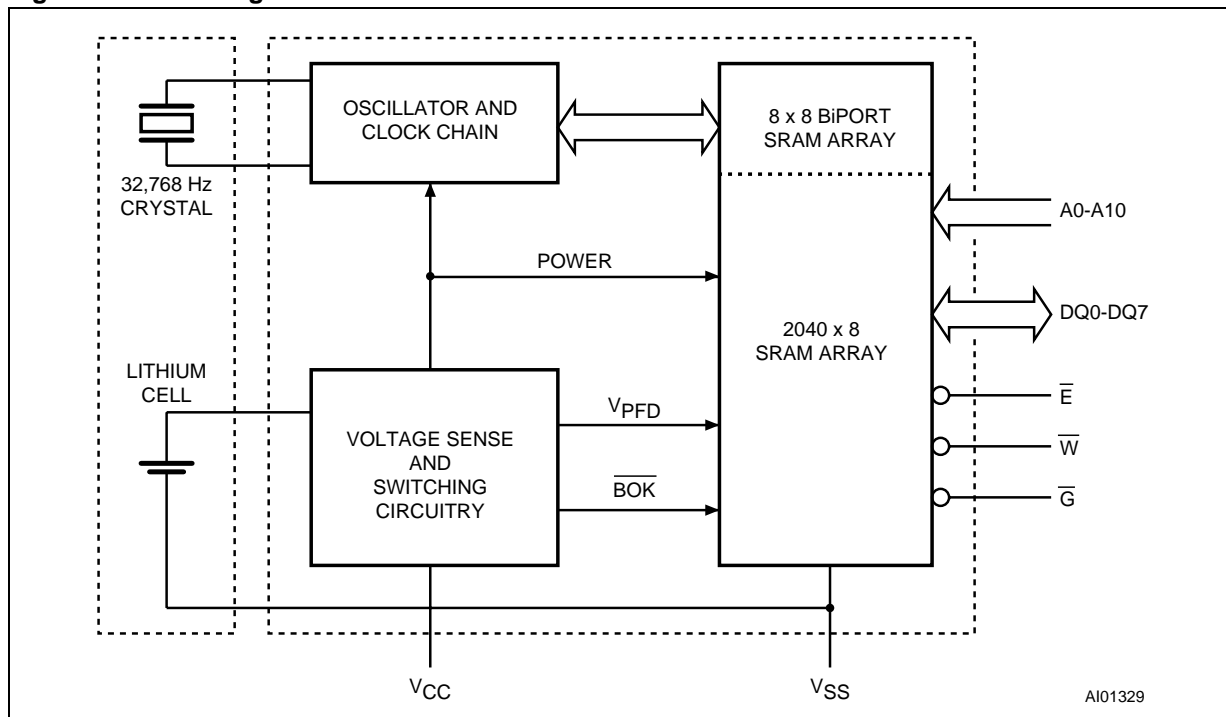 OSCILLATOR AND
CLOCK CHAIN
8 x 8 BiPORT
SRAM ARRAY
32,768 Hz
CRYSTAL
A0-A10
POWER
DQ0-DQ7
2040 x 8
SRAM ARRAY
LITHIUM
CELL
VOLTAGE SENSE
AND
SWITCHING
CIRCUITRY
VPFD
B̅O̅K̅
E̅
W̅
G̅
VCC
VSS
AI01329